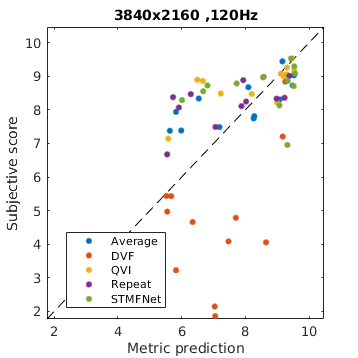 3840x2160 ,120Hz
Subjective score
10
9
8
7
6
5
4
3
2
Average
DVF
QVI
Repeat
STMFNet
2 4 6 8 10
Metric prediction